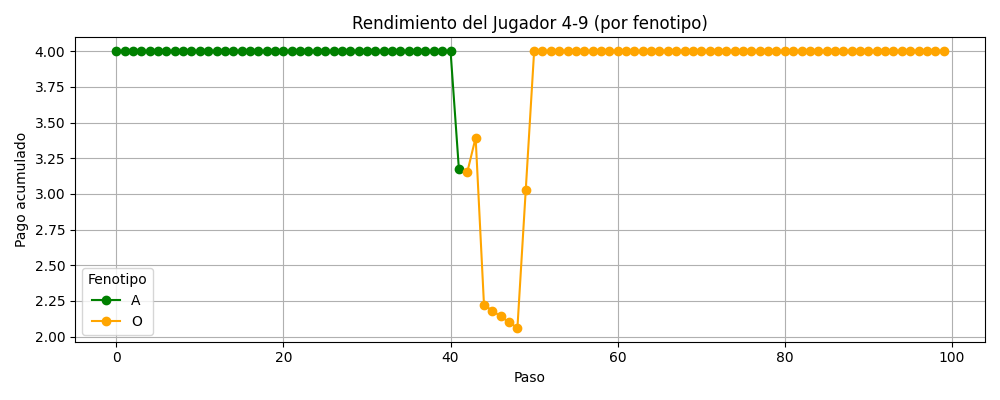 Rendimiento del Jugador 4-9 (por fenotipo)
Pago acumulado
4.00
3.75
3.50
3.25
3.00
2.75
2.50
2.25
2.00
Fenotipo
A
O
0 20 40 60 80 100
Paso